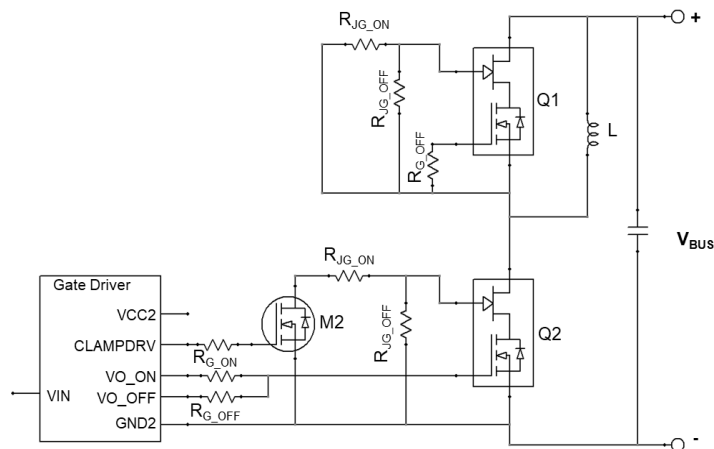 R_JG_ON
+
R_JG_OFF
Q1
R_G_OFF
L
V_BUS
R_JG_ON
Gate Driver
VCC2
M2
R_JG_OFF
Q2
CLAMPDRV
R_G_ON
VO_ON
VIN
VO_OFF
R_G_OFF
GND2
-